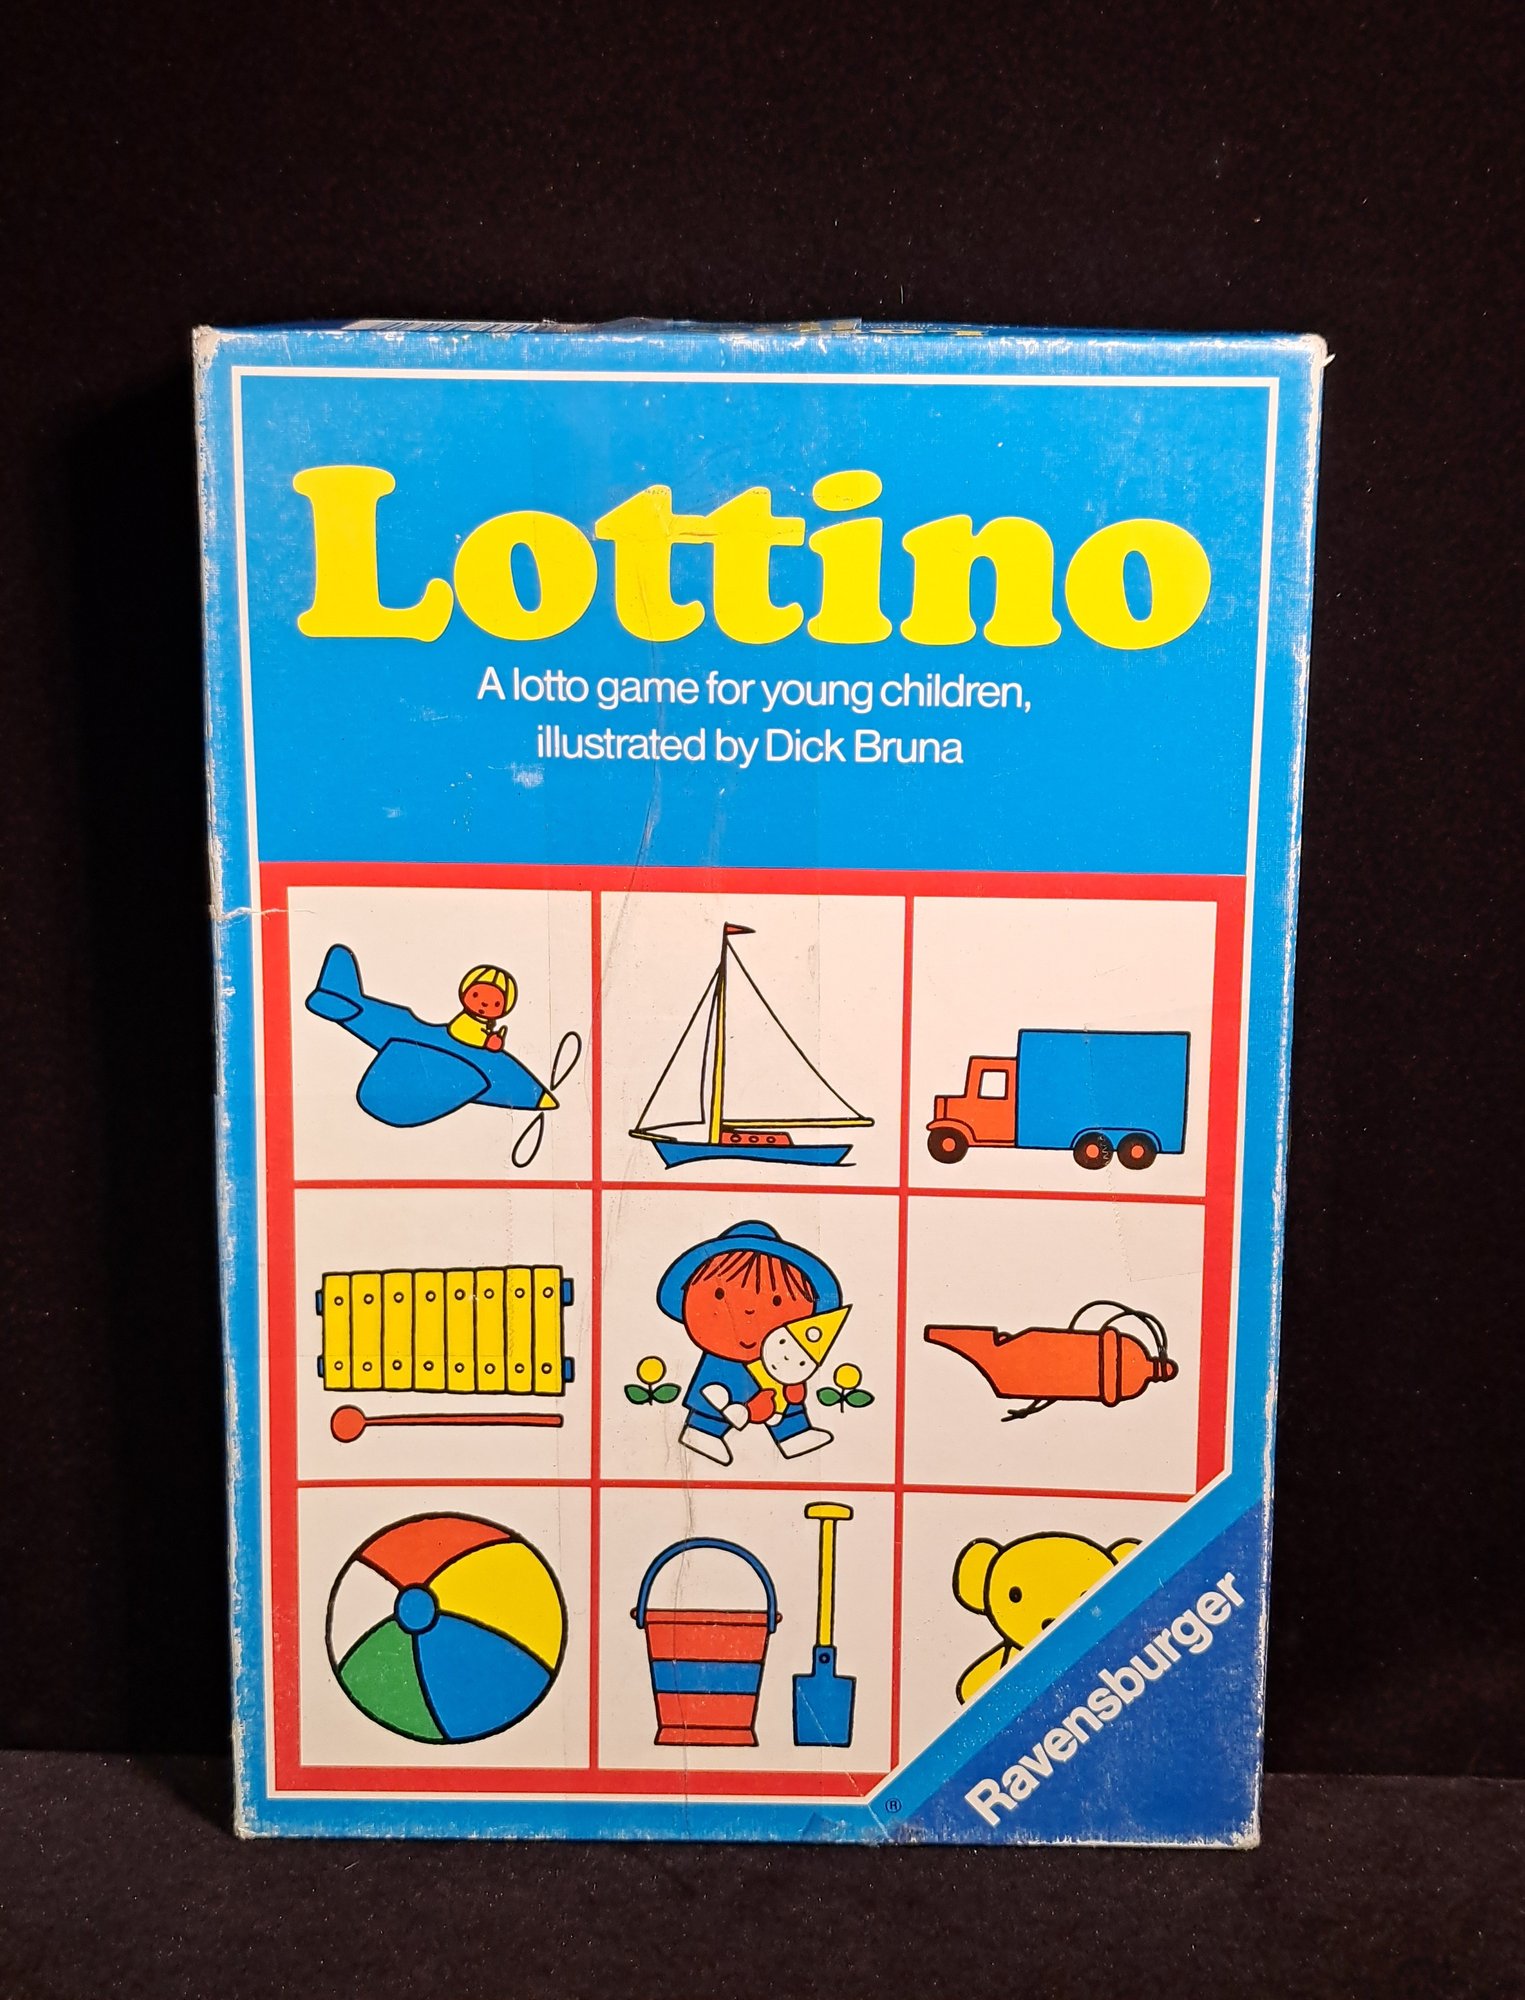 Lottino
A lotto game for young children,
illustrated by Dick Bruna
® Ravensburger